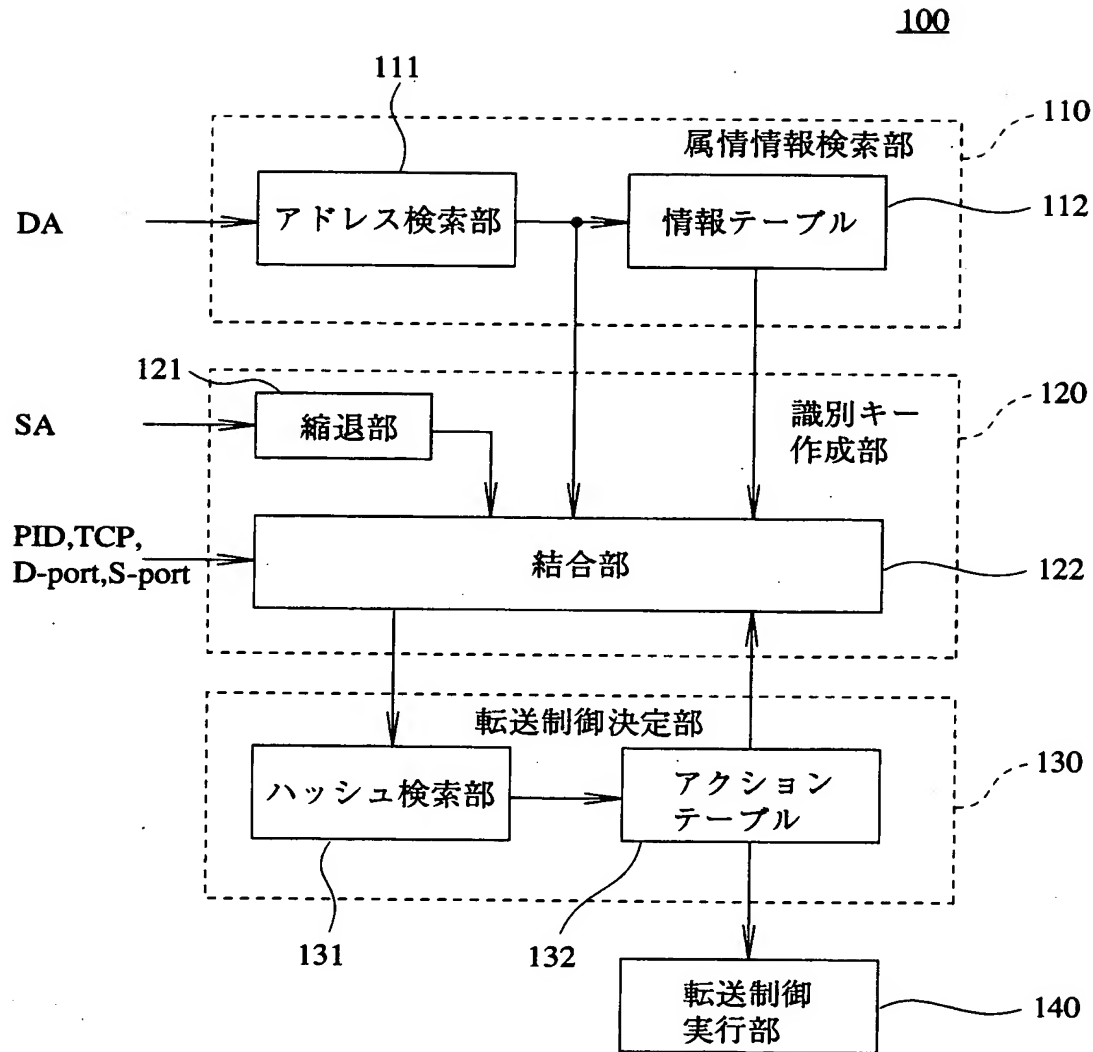 100
111
110
属情情報検索部
DA
アドレス検索部
情報テーブル
112
121
SA
縮退部
識別キー
作成部
120
PID,TCP,
D-port,S-port
結合部
122
転送制御決定部
ハッシュ検索部
アクション
テーブル
130
131
132
転送制御
実行部
140